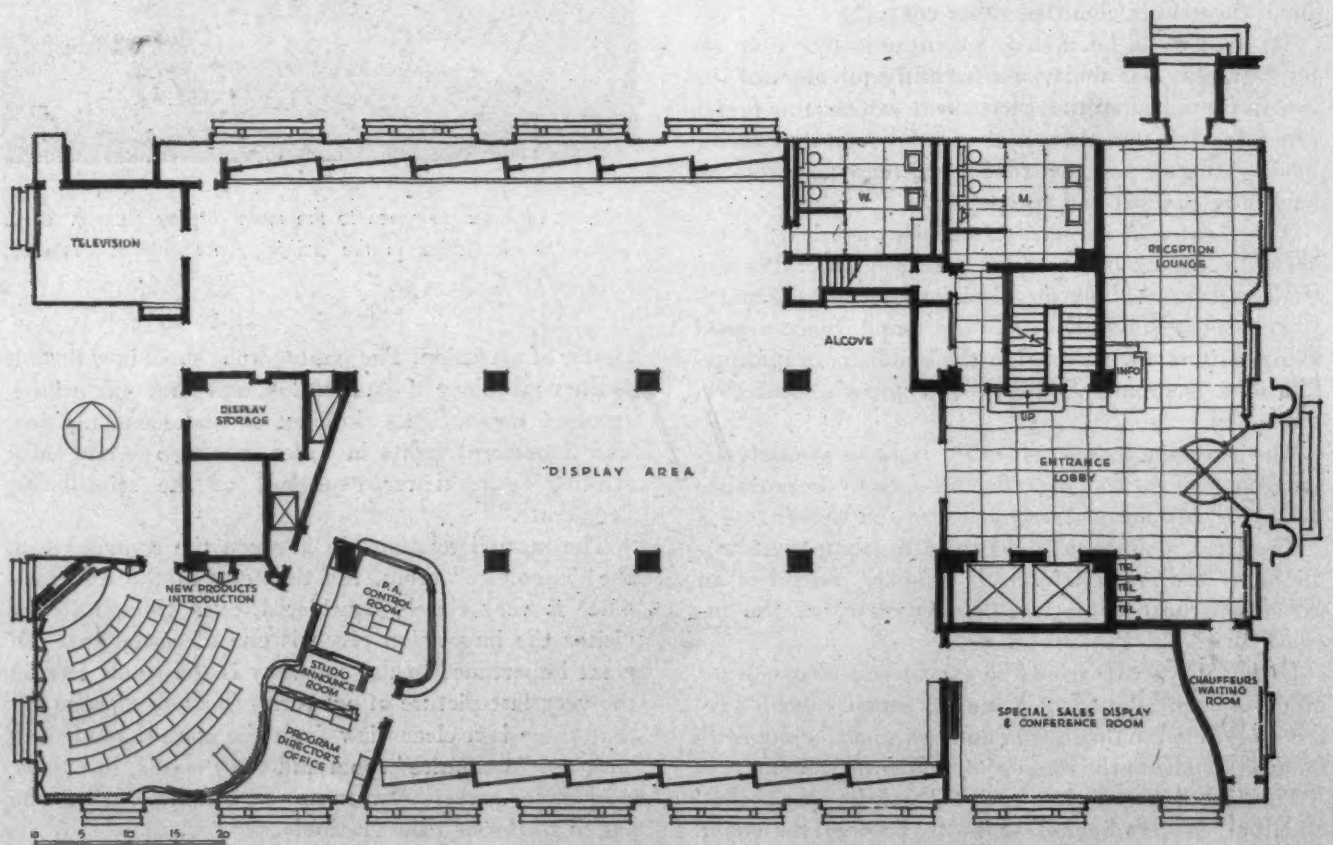 W.
M.
TELEVISION
RECEPTION
LOUNGE
ALCOVE
INFO
DISPLAY
STORAGE
UP
DISPLAY AREA
ENTRANCE
LOBBY
TEL.
TEL.
TEL.
NEW PRODUCTS
INTRODUCTION
P.A.
CONTROL
ROOM
STUDIO
ANNOUNCE
ROOM
PROGRAM
DIRECTOR'S
OFFICE
SPECIAL SALES DISPLAY
& CONFERENCE ROOM
CHAUFFEURS
WAITING
ROOM
0 5 10 15 20